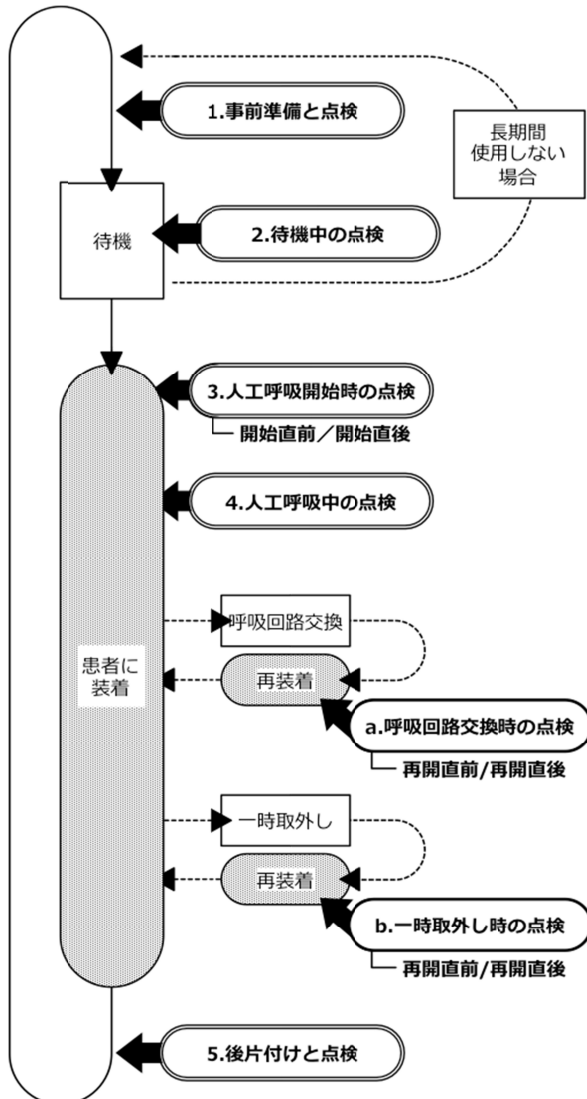 1.事前準備と点検
長期間
使用しない
場合
待機
2.待機中の点検
3.人工呼吸開始時の点検
開始直前／開始直後
4.人工呼吸中の点検
呼吸回路交換
患者に
装着
再装着
a.呼吸回路交換時の点検
再開直前/再開直後
一時取外し
再装着
b.一時取外し時の点検
再開直前/再開直後
5.後片付けと点検